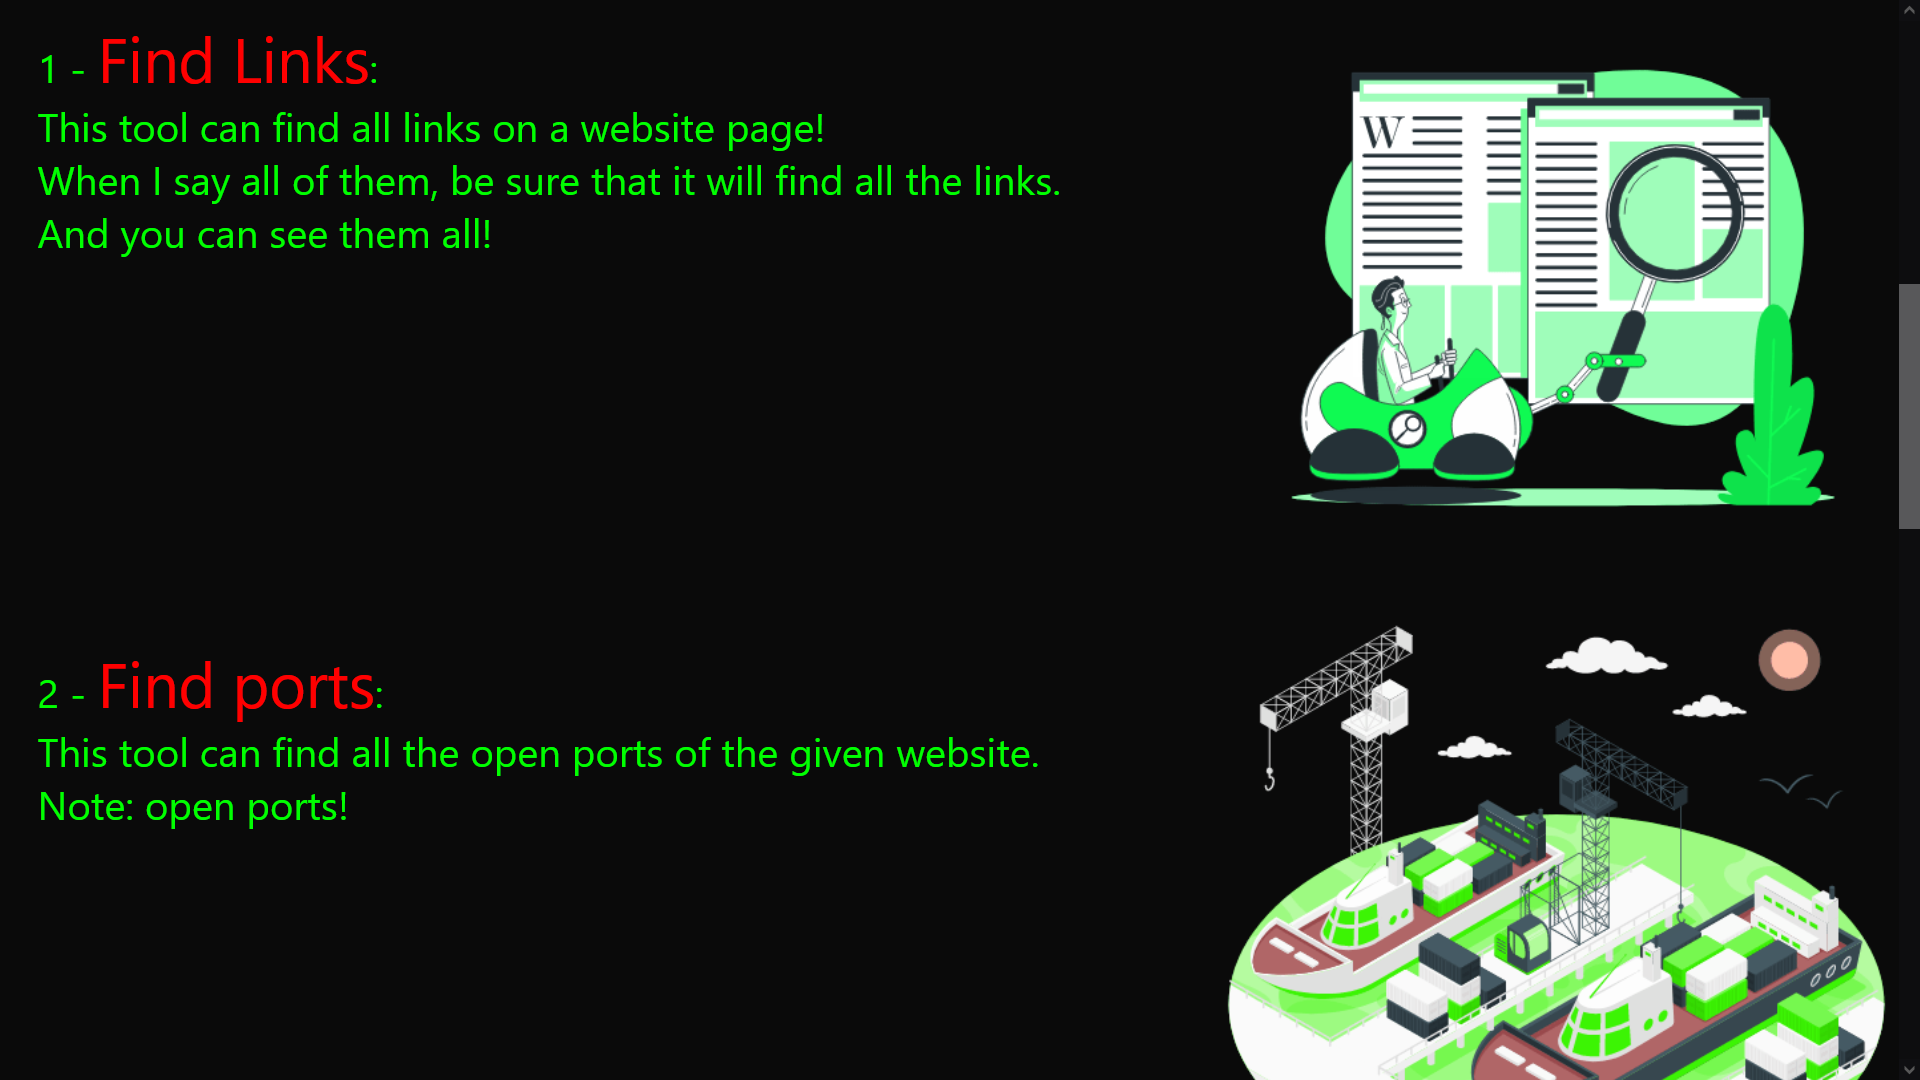 1 - Find Links:
This tool can find all links on a website page!
When I say all of them, be sure that it will find all the links.
And you can see them all!
W
2 - Find ports:
This tool can find all the open ports of the given website.
Note: open ports!